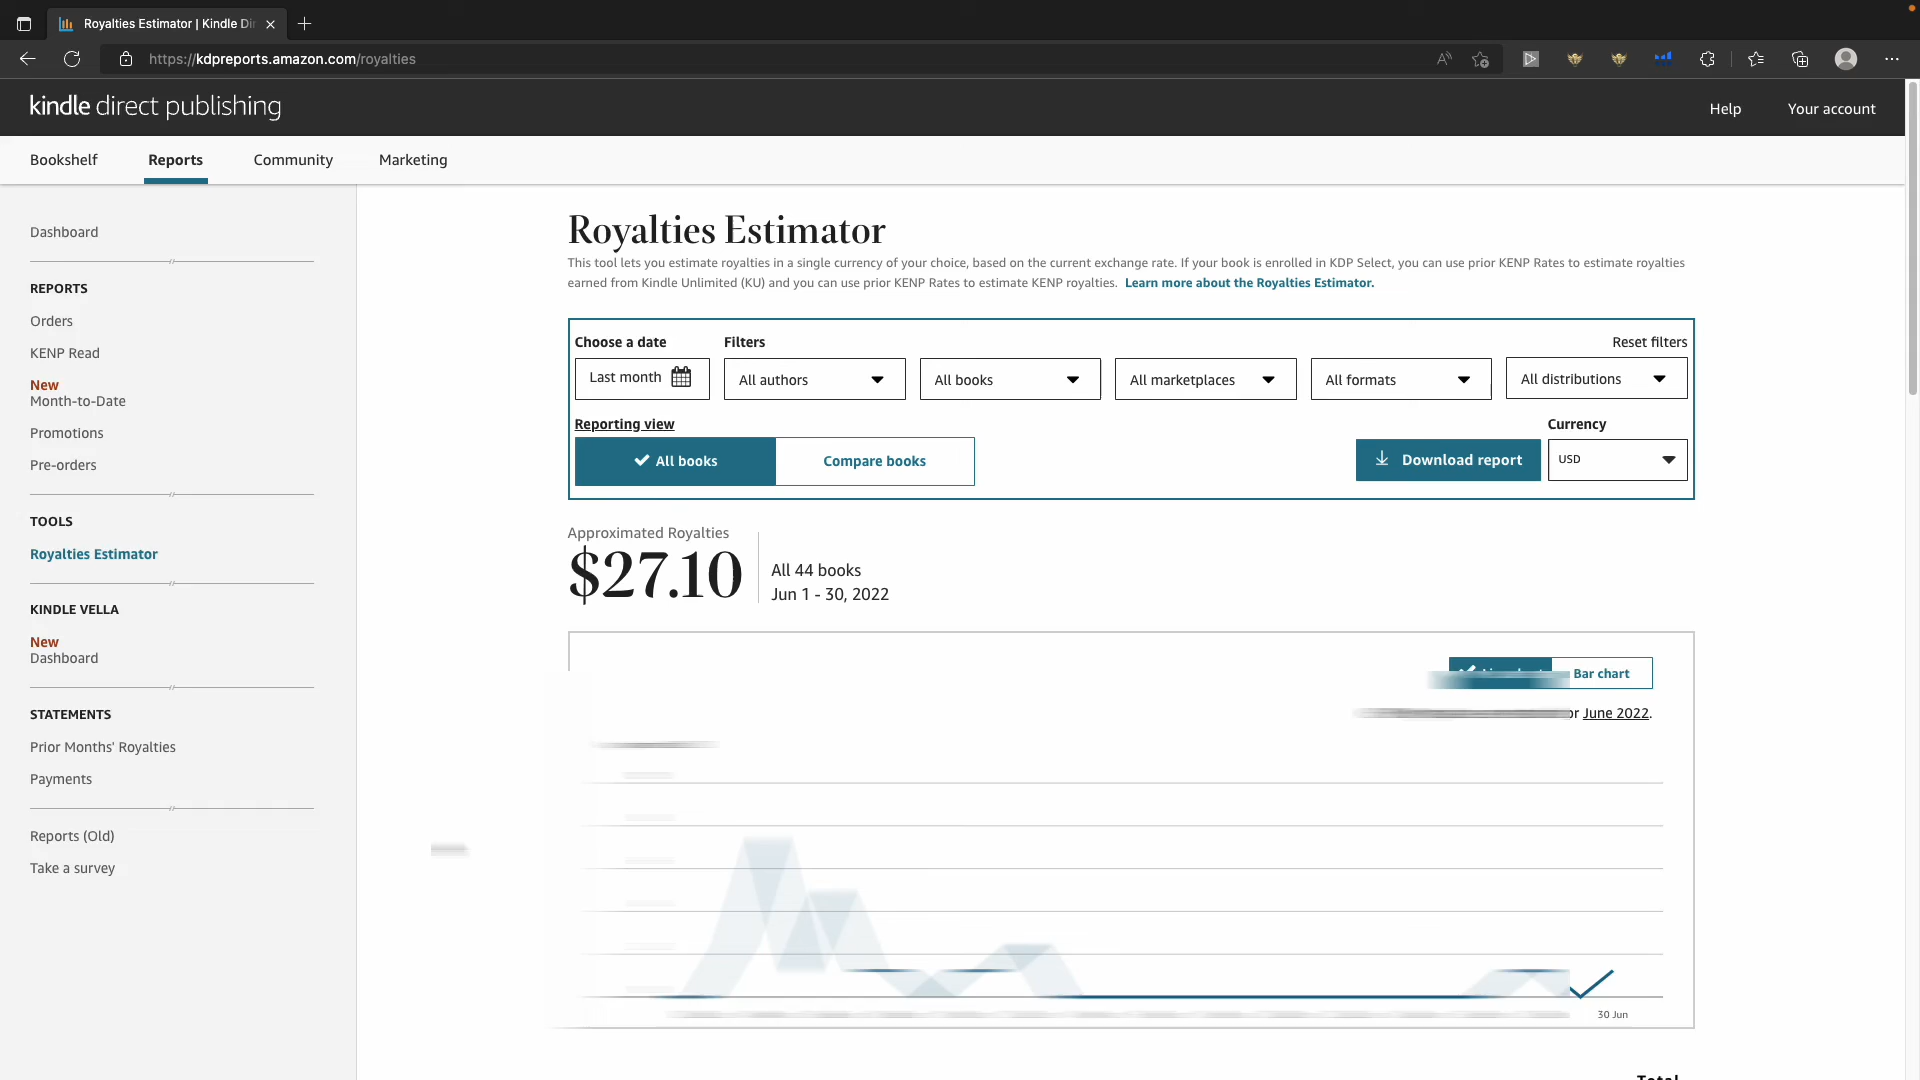 Royalties Estimator | Kindle Di
https://kdpreports.amazon.com/royalties
kindle direct publishing
Help
Your account
Bookshelf
Reports
Community
Marketing
Dashboard
REPORTS
Orders
KENP Read
New
Month-to-Date
Promotions
Pre-orders
TOOLS
Royalties Estimator
KINDLE VELLA
New
Dashboard
STATEMENTS
Prior Months' Royalties
Payments
Reports (Old)
Take a survey
Royalties Estimator
This tool lets you estimate royalties in a single currency of your choice, based on the current exchange rate. If your book is enrolled in KDP Select, you can use prior KENP Rates to estimate royalties
earned from Kindle Unlimited (KU) and you can use prior KENP Rates to estimate KENP royalties. Learn more about the Royalties Estimator.
Choose a date
Filters
Reset filters
Last month
All authors
All books
All marketplaces
All formats
All distributions
Reporting view
Currency
All books
Compare books
Download report
USD
Approximated Royalties
$27.10
All 44 books
Jun 1 - 30, 2022
Bar chart
June 2022.
30 Jun
Total